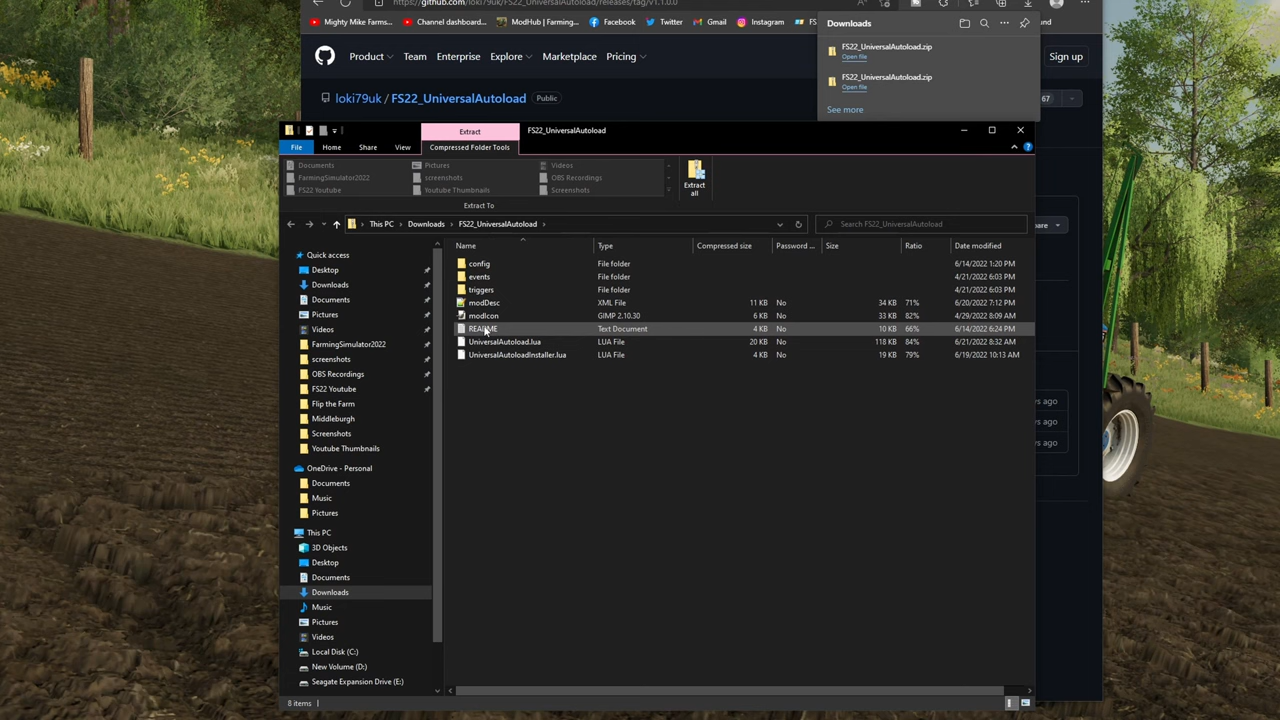 https://github.com/loki79uk/FS22_UniversalAutoload/releases/tag/v1.1.0.0
Mighty Mike Farms... Channel dashboard... ModHub | Farming... Facebook Twitter Gmail Instagram FS
Downloads
FS22_UniversalAutoload.zip
Open file
FS22_UniversalAutoload.zip
Open file
See more
Product Team Enterprise Explore Marketplace Pricing Sign up
loki79uk / FS22_UniversalAutoload Public 67
Extract FS22_UniversalAutoload
File Home Share View Compressed Folder Tools
Documents Pictures Videos
FarmingSimulator2022 screenshots OBS Recordings
FS22 Youtube Youtube Thumbnails Screenshots
Extract all
Extract To
This PC Downloads FS22_UniversalAutoload Search FS22_UniversalAutoload
are
Name Type Compressed size Password ... Size Ratio Date modified
config File folder 6/14/2022 1:20 PM
events File folder 4/21/2022 6:03 PM
triggers File folder 4/21/2022 6:03 PM
modDesc XML File 11 KB No 34 KB 71% 6/20/2022 7:12 PM
modIcon GIMP 2.10.30 6 KB No 33 KB 82% 4/29/2022 8:09 AM
README Text Document 4 KB No 10 KB 66% 6/14/2022 6:24 PM
UniversalAutoload.lua LUA File 20 KB No 118 KB 84% 6/21/2022 8:32 AM
UniversalAutoloadInstaller.lua LUA File 4 KB No 19 KB 79% 6/19/2022 10:13 AM
Quick access
Desktop
Downloads
Documents
Pictures
Videos
FarmingSimulator2022
screenshots
OBS Recordings
FS22 Youtube
Flip the Farm
Middleburgh
Screenshots
Youtube Thumbnails
OneDrive - Personal
Documents
Music
Pictures
This PC
3D Objects
Desktop
Documents
Downloads
Music
Pictures
Videos
Local Disk (C:)
New Volume (D:)
Seagate Expansion Drive (E:)
ys ago
ys ago
ys ago
8 items